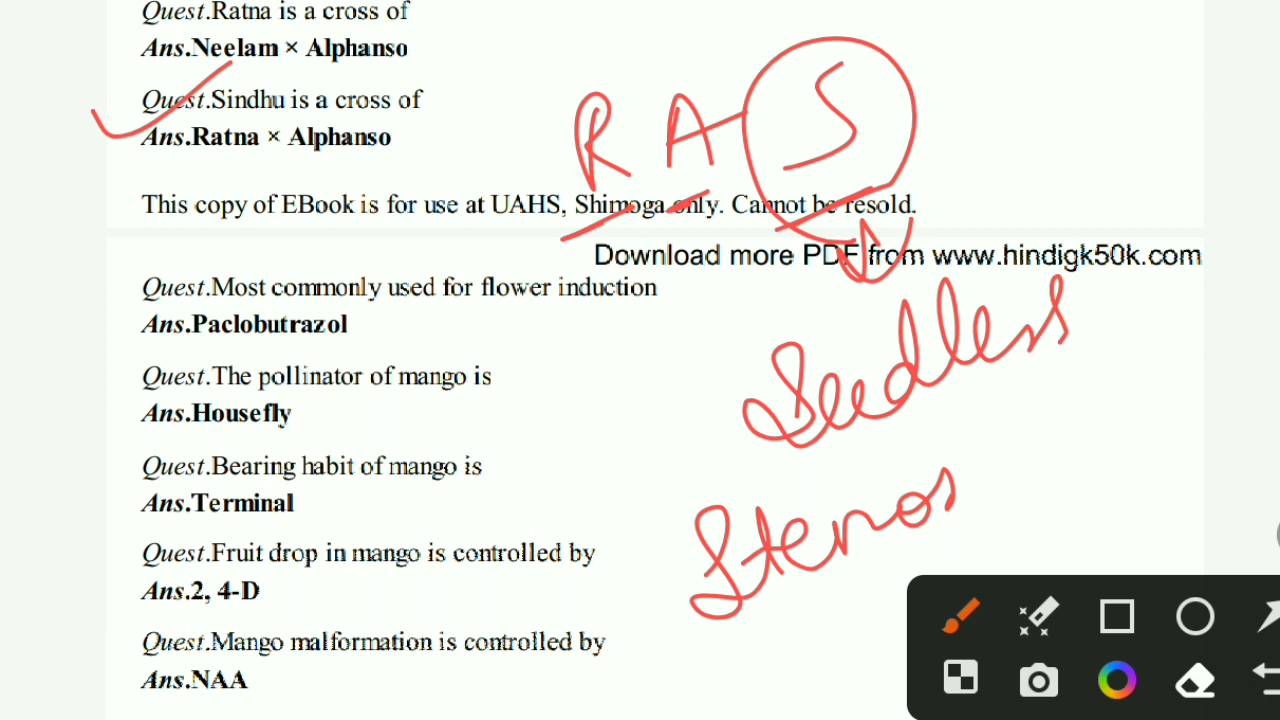 Quest.Ratna is a cross of
Ans.Neelam × Alphanso
Quest.Sindhu is a cross of
Ans.Ratna × Alphanso
R A S
This copy of EBook is for use at UAHS, Shimoga only. Cannot be resold.
Download more PDF from www.hindigk50k.com
Quest.Most commonly used for flower induction
Ans.Paclobutrazol
Seedless
Quest.The pollinator of mango is
Ans.Housefly
Quest.Bearing habit of mango is
Ans.Terminal
Stenos
Quest.Fruit drop in mango is controlled by
Ans.2, 4-D
Quest.Mango malformation is controlled by
Ans.NAA